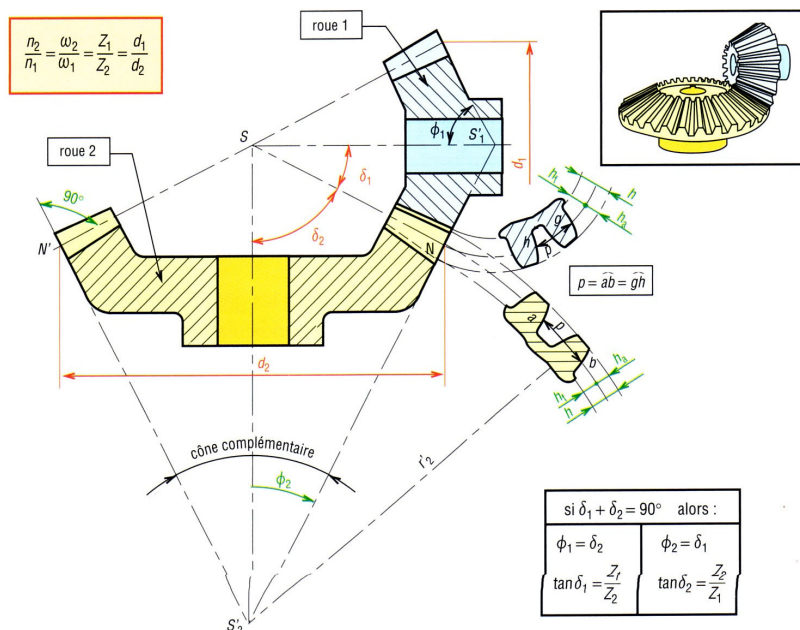 n₂/n₁ = ω₂/ω₁ = Z₁/Z₂ = d₁/d₂
roue 1
roue 2
S
ϕ₁
S'₁
d₁
δ₁
δ₂
90°
N'
N
hf
h
ha
g
h
p
p = ab = gh
a
p
b
ha
hf
h
d₂
cône complémentaire
ϕ₂
r'₂
S'₂
si δ₁ + δ₂ = 90° alors :
ϕ₁ = δ₂
ϕ₂ = δ₁
tan δ₁ = Z₁/Z₂
tan δ₂ = Z₂/Z₁